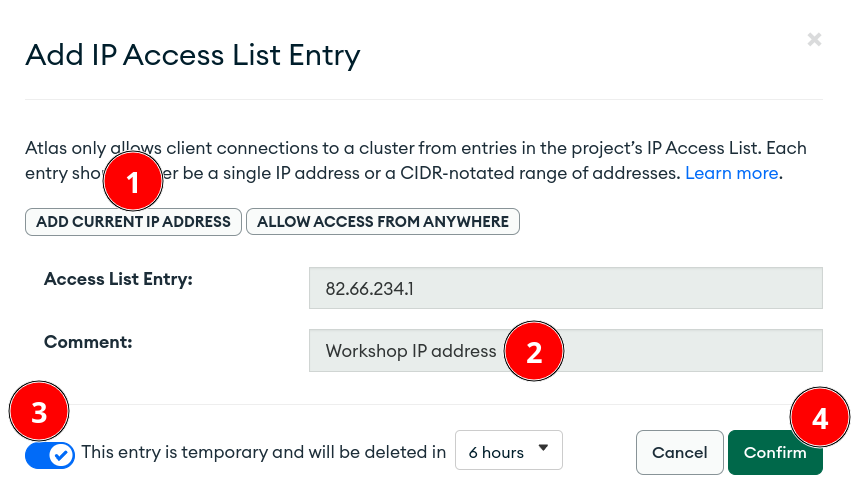 Add IP Access List Entry
×
Atlas only allows client connections to a cluster from entries in the project's IP Access List. Each
entry shou er be a single IP address or a CIDR-notated range of addresses. Learn more.
1
ADD CURRENT IP ADDRESS
ALLOW ACCESS FROM ANYWHERE
Access List Entry:
82.66.234.1
Comment:
Workshop IP address
2
3
This entry is temporary and will be deleted in
6 hours
Cancel
Confirm
4